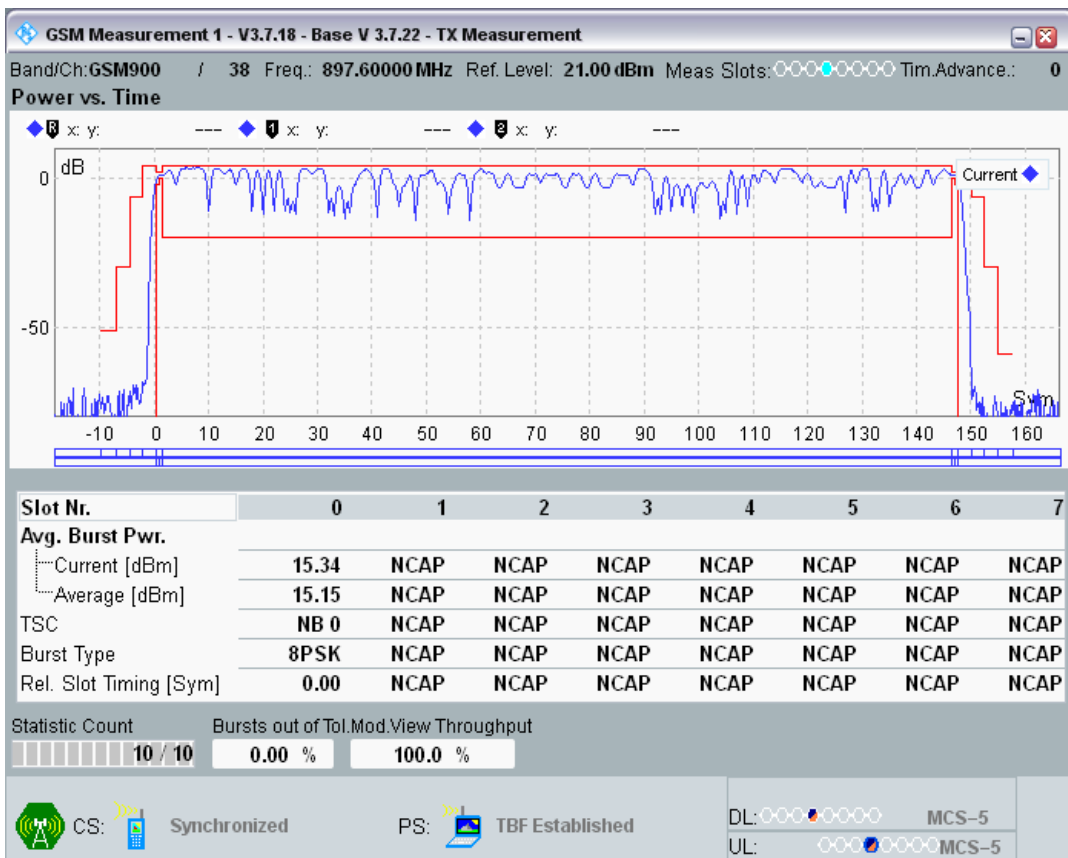 GSM Measurement 1 - V3.7.18 - Base V 3.7.22 - TX Measurement
Band/Ch:GSM900 / 38 Freq.: 897.60000 MHz Ref. Level: 21.00 dBm Meas Slots: Tim.Advance.: 0
Power vs. Time
R x: y: --- 1 x: y: --- 2 x: y: ---
dB
Current
0
-50
Sym
-10 0 10 20 30 40 50 60 70 80 90 100 110 120 130 140 150 160
Slot Nr. 0 1 2 3 4 5 6 7
Avg. Burst Pwr.
Current [dBm] 15.34 NCAP NCAP NCAP NCAP NCAP NCAP NCAP
Average [dBm] 15.15 NCAP NCAP NCAP NCAP NCAP NCAP NCAP
TSC NB 0 NCAP NCAP NCAP NCAP NCAP NCAP NCAP
Burst Type 8PSK NCAP NCAP NCAP NCAP NCAP NCAP NCAP
Rel. Slot Timing [Sym] 0.00 NCAP NCAP NCAP NCAP NCAP NCAP NCAP
Statistic Count Bursts out of Tol.Mod.View Throughput
10 / 10 0.00 % 100.0 %
CS: Synchronized PS: TBF Established DL: MCS-5
UL: MCS-5